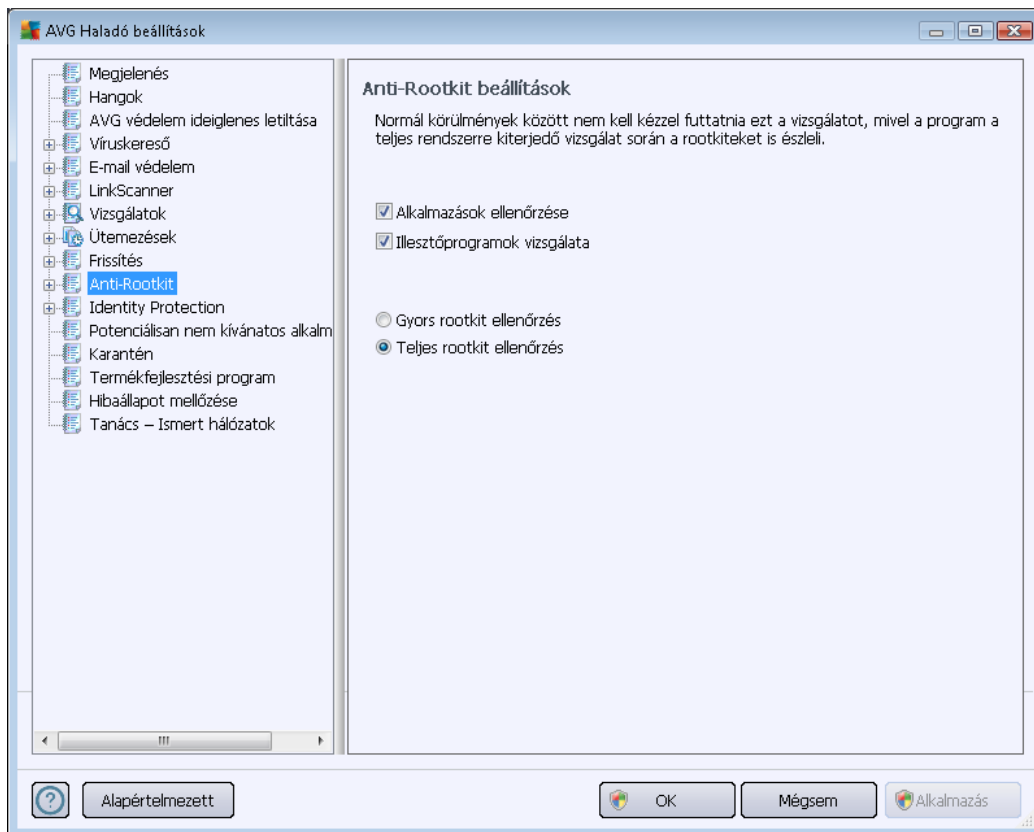 AVG Haladó beállítások
Megjelenés
Hangok
AVG védelem ideiglenes letiltása
Víruskereső
E-mail védelem
LinkScanner
Vizsgálatok
Ütemezések
Frissítés
Anti-Rootkit
Identity Protection
Potenciálisan nem kívánatos alkalm
Karantén
Termékfejlesztési program
Hibaállapot mellőzése
Tanács – Ismert hálózatok
Anti-Rootkit beállítások
Normál körülmények között nem kell kézzel futtatnia ezt a vizsgálatot, mivel a program a
teljes rendszerre kiterjedő vizsgálat során a rootkiteket is észleli.
Alkalmazások ellenőrzése
Illesztőprogramok vizsgálata
Gyors rootkit ellenőrzés
Teljes rootkit ellenőrzés
?
Alapértelmezett
OK
Mégsem
Alkalmazás